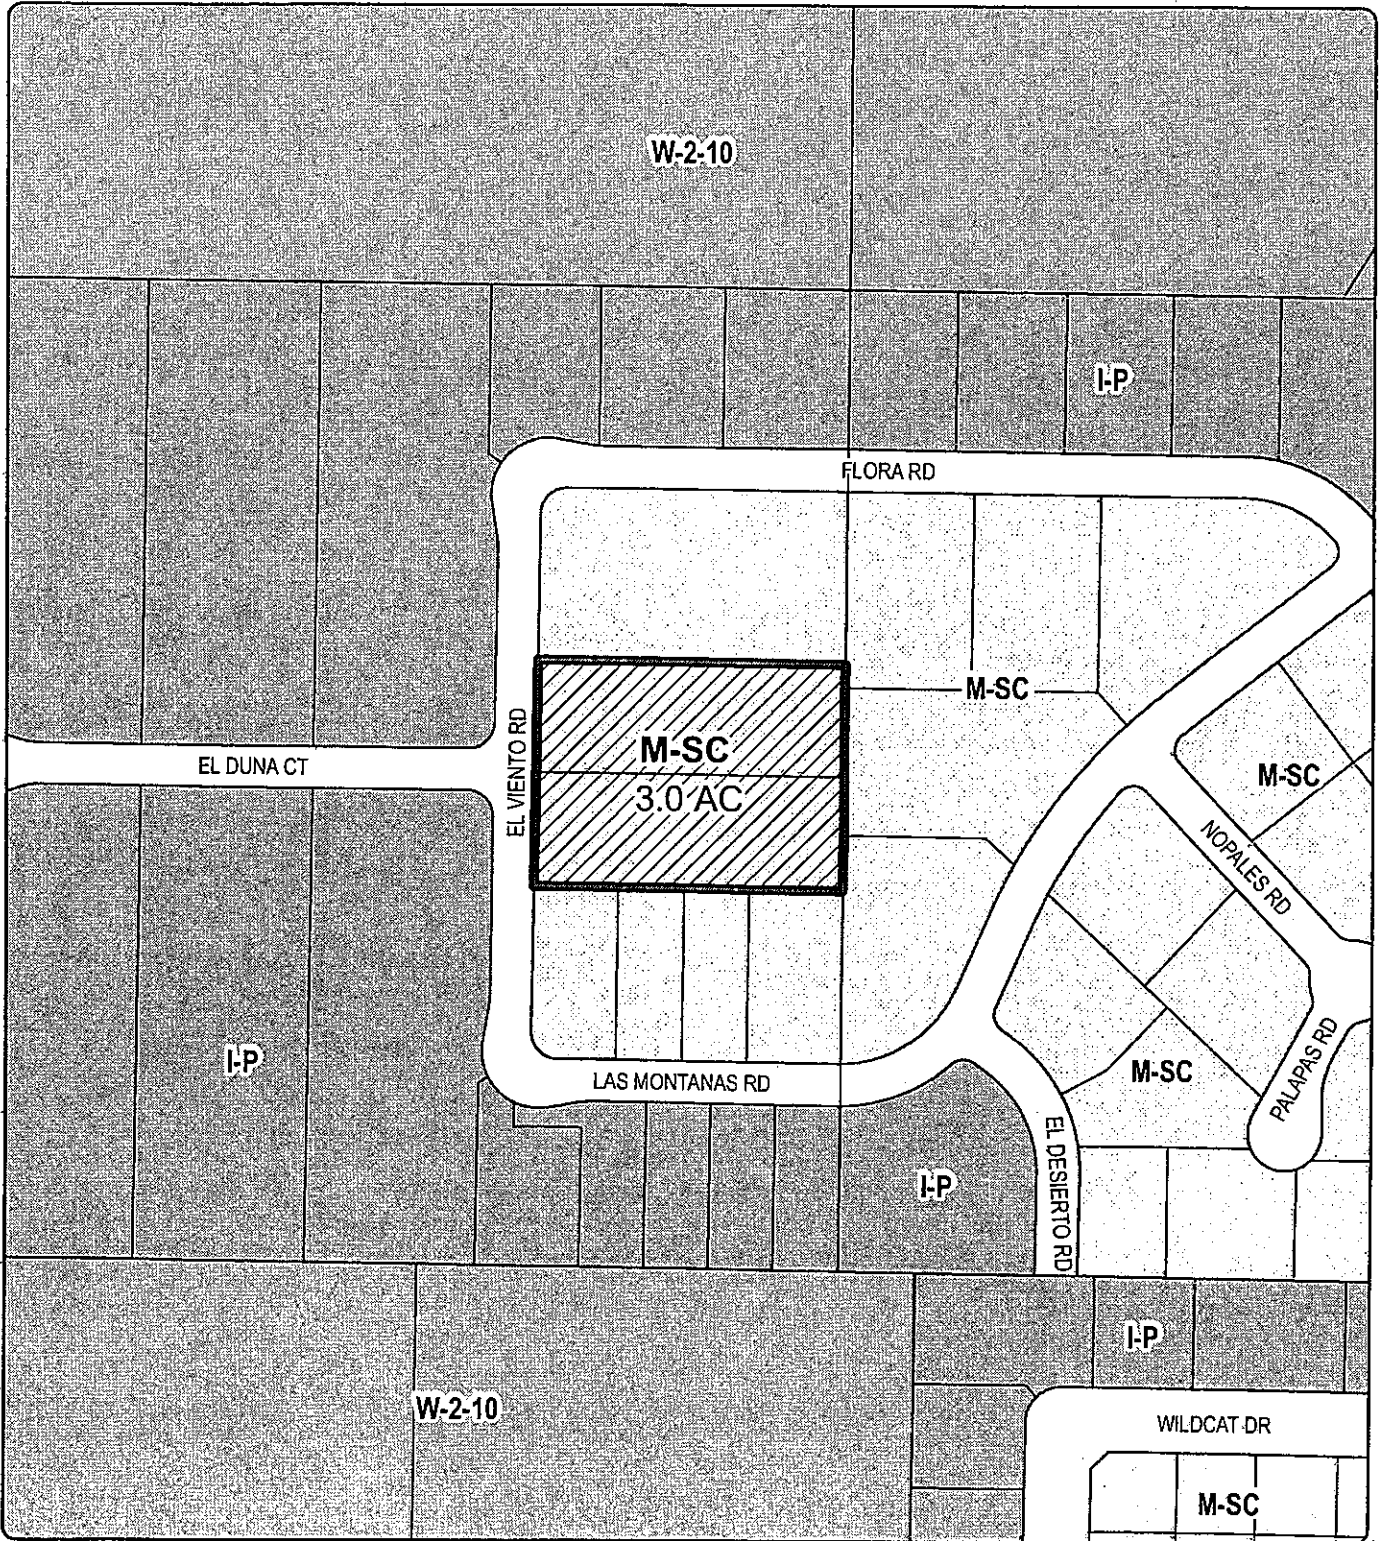 W-2-10
I-P
FLORA RD
M-SC
M-SC
3.0 AC
EL VIENTO RD
EL DUNA CT
M-SC
NOPALES RD
I-P
LAS MONTANAS RD
M-SC
PALAPAS RD
EL DESIERTO RD
I-P
I-P
W-2-10
WILDCAT DR
M-SC